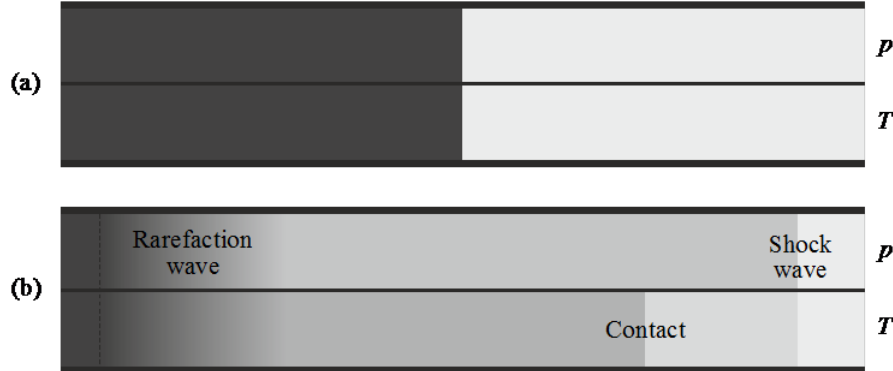 (a)
p
T
(b)
Rarefaction
wave
Shock
wave
p
Contact
T